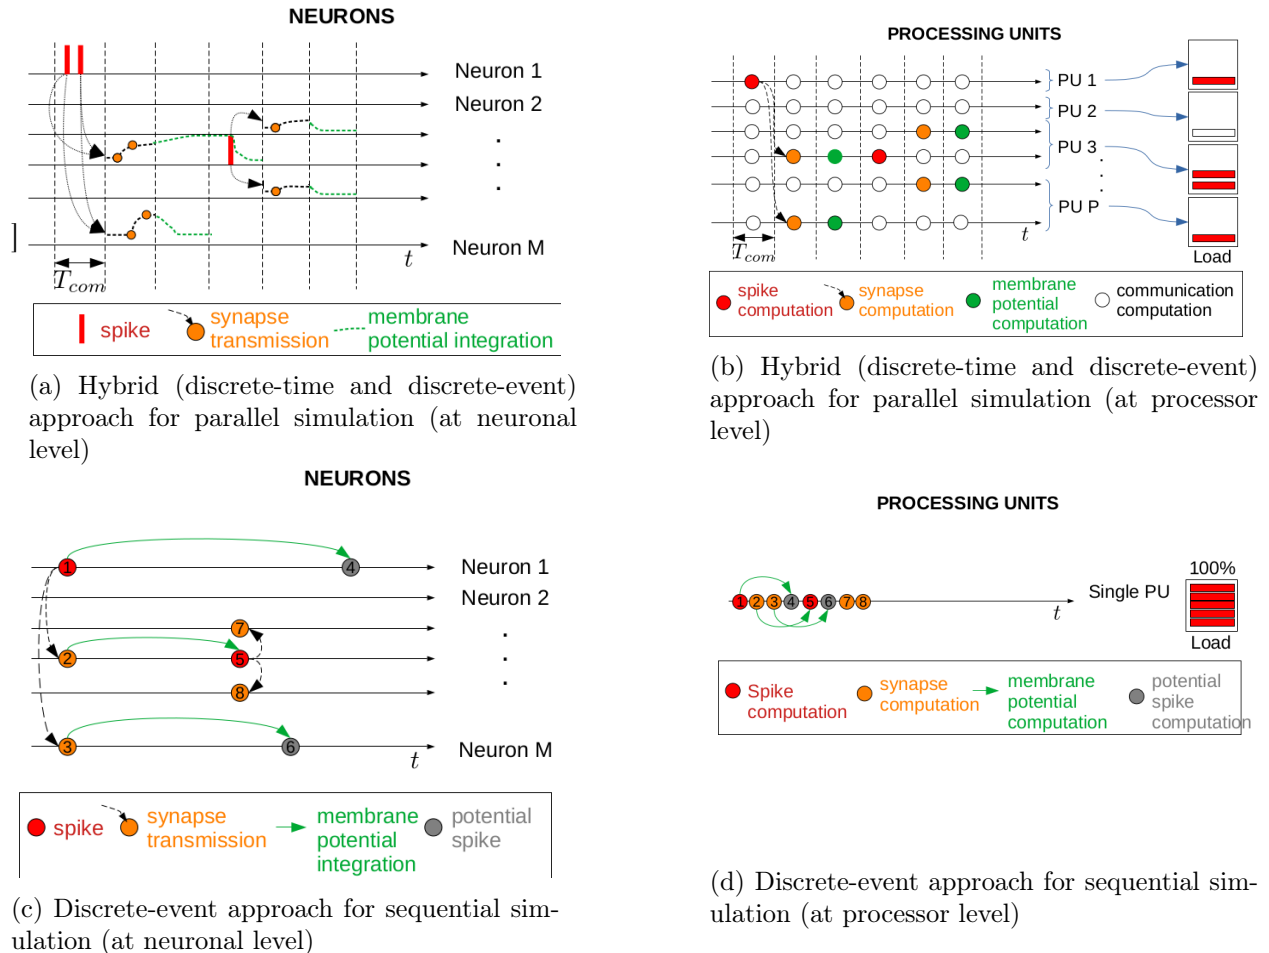 NEURONS
Neuron 1
Neuron 2
.
.
.
Neuron M
t
]
T_com
spike
synapse
transmission
membrane
potential integration
(a) Hybrid (discrete-time and discrete-event)
approach for parallel simulation (at neuronal
level)
PROCESSING UNITS
PU 1
PU 2
PU 3
.
.
.
PU P
t
T_com
Load
spike
computation
synapse
computation
membrane
potential
computation
communication
computation
(b) Hybrid (discrete-time and discrete-event)
approach for parallel simulation (at processor
level)
NEURONS
1
4
Neuron 1
Neuron 2
7
.
2
5
.
8
.
3
6
t
Neuron M
spike
synapse
transmission
membrane
potential
integration
potential
spike
(c) Discrete-event approach for sequential sim-
ulation (at neuronal level)
PROCESSING UNITS
1 2 3 4 5 6 7 8
t
Single PU
100%
Load
Spike
computation
synapse
computation
membrane
potential
computation
potential
spike
computation
(d) Discrete-event approach for sequential sim-
ulation (at processor level)